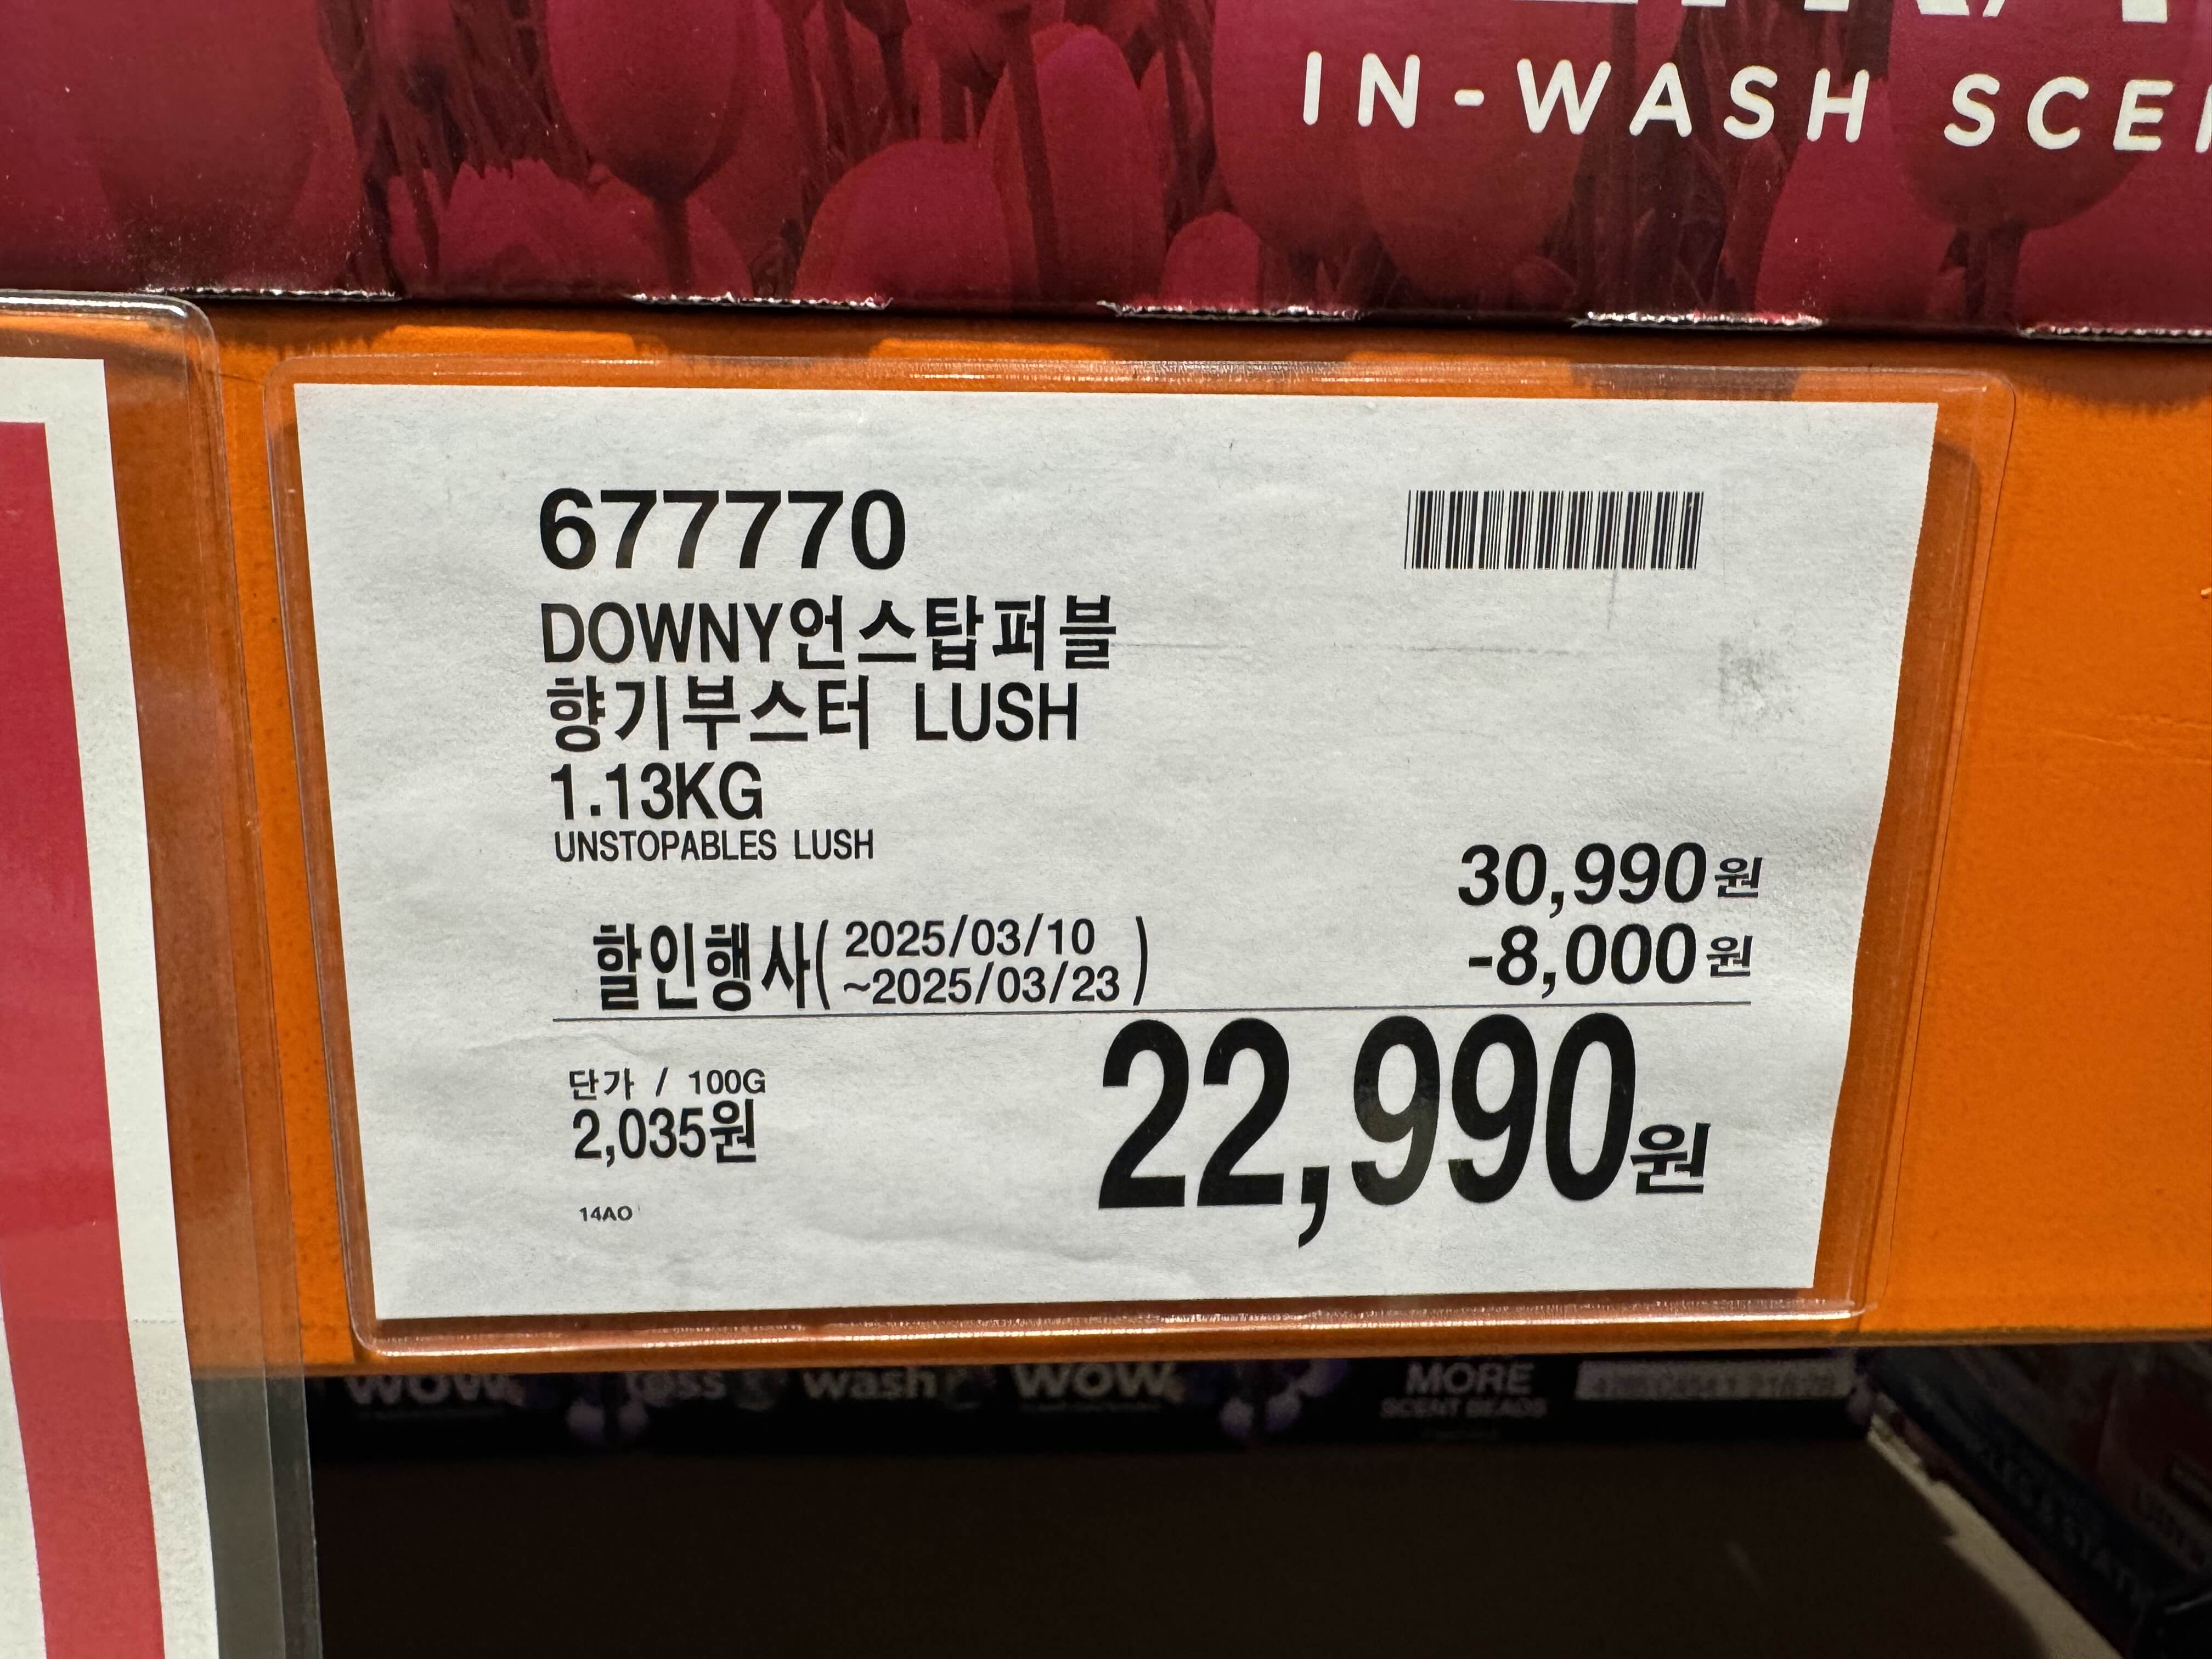 IN-WASH
677770
DOWNY언스탑퍼블
향기부스터 LUSH
1.13KG
UNSTOPABLES LUSH
30,990원
할인행사( 2025/03/10
~2025/03/23 )
-8,000원
단가 / 100G
2,035원
22,990원
14AO
WOW less wash WOW MORE
SCENT BEADS